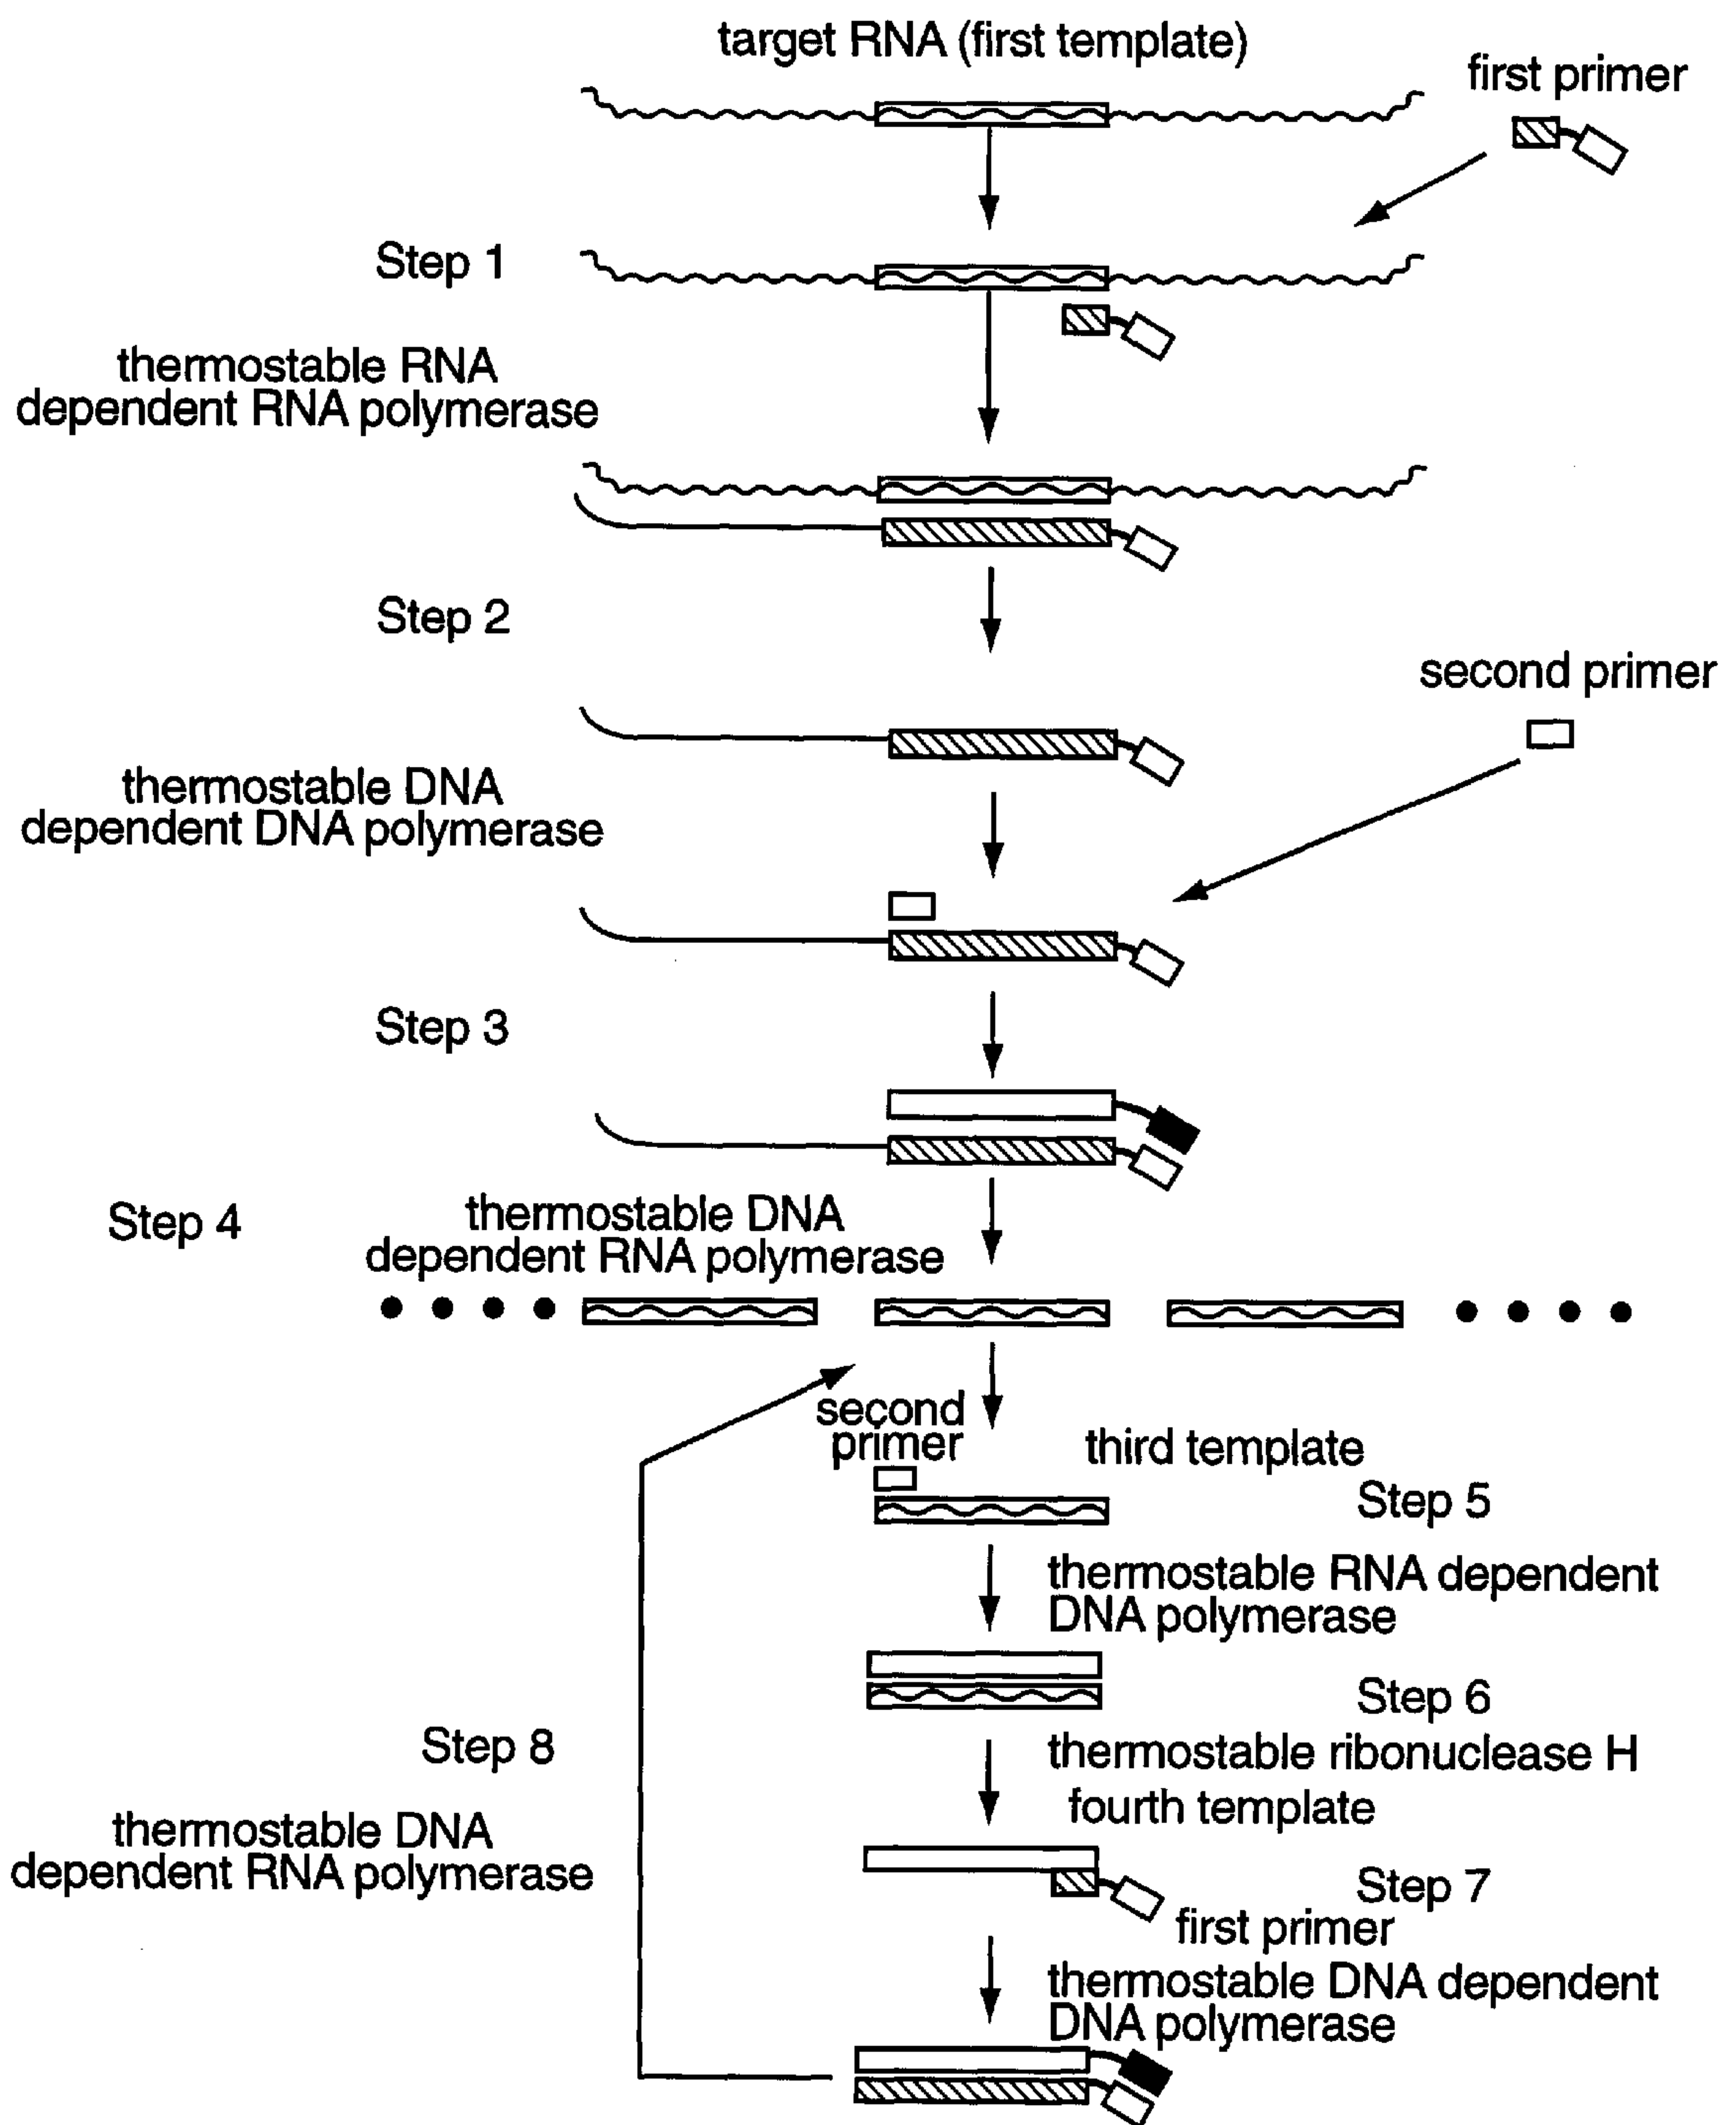 target RNA (first template)
first primer
Step 1
thermostable RNA
dependent RNA polymerase
Step 2
second primer
thermostable DNA
dependent DNA polymerase
Step 3
Step 4
thermostable DNA
dependent RNA polymerase
second
primer
third template
Step 5
thermostable RNA dependent
DNA polymerase
Step 6
thermostable ribonuclease H
fourth template
Step 7
first primer
thermostable DNA dependent
DNA polymerase
Step 8
thermostable DNA
dependent RNA polymerase